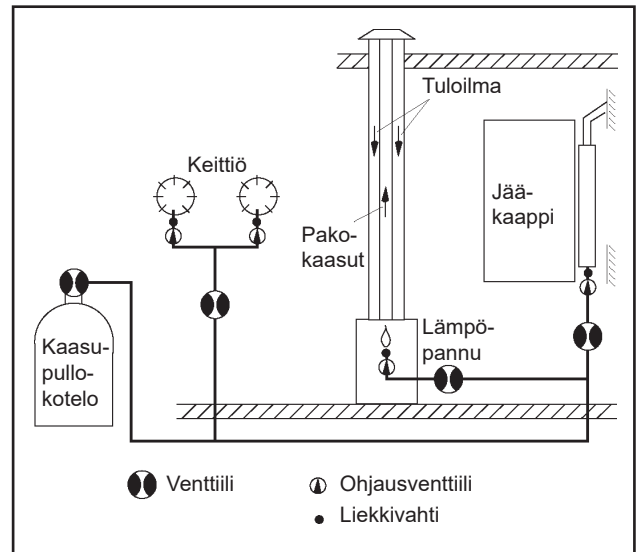 Tuloilma
Keittiö
Pako-
kaasut
Jää-
kaappi
Lämpö-
pannu
Kaasu-
pullo-
kotelo
Venttiili
Ohjausventtiili
Liekkivahti